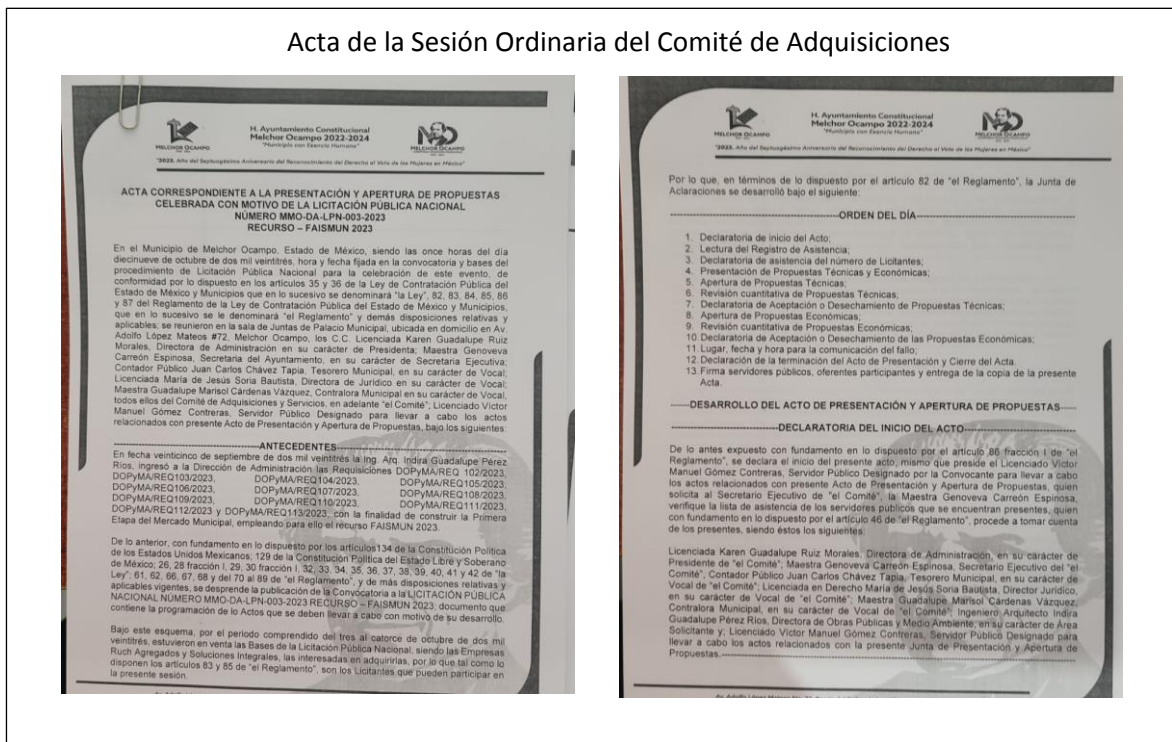 Acta de la Sesión Ordinaria del Comité de Adquisiciones
MELCHOR OCAMPO
H. Ayuntamiento Constitucional
Melchor Ocampo 2022-2024
"Municipio con Esencia Humana"
MELCHOR OCAMPO
"2023. Año del Septuagésimo Aniversario del Reconocimiento del Derecho al Voto de las Mujeres en México"
ACTA CORRESPONDIENTE A LA PRESENTACIÓN Y APERTURA DE PROPUESTAS
CELEBRADA CON MOTIVO DE LA LICITACIÓN PÚBLICA NACIONAL
NÚMERO MMO-DA-LPN-003-2023
RECURSO – FAISMUN 2023
En el Municipio de Melchor Ocampo, Estado de México, siendo las once horas del día
diecinueve de octubre de dos mil veintitrés, hora y fecha fijada en la convocatoria y bases del
procedimiento de Licitación Pública Nacional para la celebración de este evento, de
conformidad por lo dispuesto en los artículos 35 y 36 de la Ley de Contratación Pública del
Estado de México y Municipios que en lo sucesivo se denominará "la Ley", 82, 83, 84, 85, 86
y 87 del Reglamento de la Ley de Contratación Pública del Estado de México y Municipios,
que en lo sucesivo se le denominará "el Reglamento" y demás disposiciones relativas y
aplicables; se reunieron en la sala de Juntas de Palacio Municipal, ubicada en domicilio en Av.
Adolfo López Mateos #72, Melchor Ocampo, los C.C. Licenciada Karen Guadalupe Ruiz
Morales, Directora de Administración en su carácter de Presidenta; Maestra Genoveva
Carreón Espinosa, Secretaria del Ayuntamiento, en su carácter de Secretaria Ejecutiva;
Contador Público Juan Carlos Chávez Tapia, Tesorero Municipal, en su carácter de Vocal;
Licenciada María de Jesús Soria Bautista, Directora de Jurídico en su carácter de Vocal;
Maestra Guadalupe Marisol Cárdenas Vázquez, Contralora Municipal en su carácter de Vocal,
todos ellos del Comité de Adquisiciones y Servicios, en adelante "el Comité"; Licenciado Víctor
Manuel Gómez Contreras, Servidor Público Designado para llevar a cabo los actos
relacionados con presente Acto de Presentación y Apertura de Propuestas, bajo los siguientes:
ANTECEDENTES
En fecha veinticinco de septiembre de dos mil veintitrés la Ing. Arq. Indira Guadalupe Pérez
Ríos, ingresó a la Dirección de Administración las Requisiciones DOPyMA/REQ 102/2023,
DOPyMA/REQ103/2023, DOPyMA/REQ104/2023, DOPyMA/REQ105/2023,
DOPyMA/REQ106/2023, DOPyMA/REQ107/2023, DOPyMA/REQ108/2023,
DOPyMA/REQ109/2023, DOPyMA/REQ110/2023, DOPyMA/REQ111/2023,
DOPyMA/REQ112/2023 y DOPyMA/REQ113/2023, con la finalidad de construir la Primera
Etapa del Mercado Municipal, empleando para ello el recurso FAISMUN 2023.
De lo anterior, con fundamento en lo dispuesto por los artículos134 de la Constitución Política
de los Estados Unidos Mexicanos; 129 de la Constitución Política del Estado Libre y Soberano
de México; 26, 28 fracción I, 29, 30 fracción I, 32, 33, 34, 35, 36, 37, 38, 39, 40, 41 y 42 de "la
Ley"; 61, 62, 66, 67, 68 y del 70 al 89 de "el Reglamento", y de más disposiciones relativas y
aplicables vigentes, se desprende la publicación de la Convocatoria a la LICITACIÓN PÚBLICA
NACIONAL NÚMERO MMO-DA-LPN-003-2023 RECURSO – FAISMUN 2023; documento que
contiene la programación de lo Actos que se deben llevar a cabo con motivo de su desarrollo.
Bajo este esquema, por el periodo comprendido del tres al catorce de octubre de dos mil
veintitrés, estuvieron en venta las Bases de la Licitación Pública Nacional, siendo las Empresas
Ruch Agregados y Soluciones Integrales, las interesadas en adquirirlas, por lo que tal como lo
disponen los artículos 83 y 85 de "el Reglamento", son los Licitantes que pueden participar en
la presente sesión.
MELCHOR OCAMPO
H. Ayuntamiento Constitucional
Melchor Ocampo 2022-2024
"Municipio con Esencia Humana"
MELCHOR OCAMPO
"2023. Año del Septuagésimo Aniversario del Reconocimiento del Derecho al Voto de las Mujeres en México"
Por lo que, en términos de lo dispuesto por el artículo 82 de "el Reglamento", la Junta de
Aclaraciones se desarrolló bajo el siguiente:
ORDEN DEL DÍA
1. Declaratoria de inicio del Acto;
2. Lectura del Registro de Asistencia;
3. Declaratoria de asistencia del número de Licitantes;
4. Presentación de Propuestas Técnicas y Económicas;
5. Apertura de Propuestas Técnicas;
6. Revisión cuantitativa de Propuestas Técnicas;
7. Declaratoria de Aceptación o Desechamiento de Propuestas Técnicas;
8. Apertura de Propuestas Económicas;
9. Revisión cuantitativa de Propuestas Económicas;
10. Declaratoria de Aceptación o Desechamiento de las Propuestas Económicas;
11. Lugar, fecha y hora para la comunicación del fallo;
12. Declaración de la terminación del Acto de Presentación y Cierre del Acta.
13. Firma servidores públicos, oferentes participantes y entrega de la copia de la presente
Acta.
DESARROLLO DEL ACTO DE PRESENTACIÓN Y APERTURA DE PROPUESTAS
DECLARATORIA DEL INICIO DEL ACTO
De lo antes expuesto con fundamento en lo dispuesto por el artículo 86 fracción I de "el
Reglamento", se declara el inicio del presente acto, mismo que preside el Licenciado Víctor
Manuel Gómez Contreras, Servidor Público Designado por la Convocante para llevar a cabo
los actos relacionados con presente Acto de Presentación y Apertura de Propuestas, quien
solicita al Secretario Ejecutivo de "el Comité", la Maestra Genoveva Carreón Espinosa,
verifique la lista de asistencia de los servidores públicos que se encuentran presentes, quien
con fundamento en lo dispuesto por el artículo 46 de "el Reglamento", procede a tomar cuenta
de los presentes, siendo éstos los siguientes:
Licenciada Karen Guadalupe Ruiz Morales, Directora de Administración, en su carácter de
Presidente de "el Comité"; Maestra Genoveva Carreón Espinosa, Secretario Ejecutivo del "el
Comité", Contador Público Juan Carlos Chávez Tapia, Tesorero Municipal, en su carácter de
Vocal de "el Comité"; Licenciada en Derecho María de Jesús Soria Bautista, Director Jurídico,
en su carácter de Vocal de "el Comité"; Maestra Guadalupe Marisol Cárdenas Vázquez,
Contralora Municipal, en su carácter de Vocal de "el Comité"; Ingeniero Arquitecto Indira
Guadalupe Pérez Ríos, Directora de Obras Públicas y Medio Ambiente, en su carácter de Área
Solicitante y; Licenciado Víctor Manuel Gómez Contreras, Servidor Público Designado para
llevar a cabo los actos relacionados con la presente Junta de Presentación y Apertura de
Propuestas.